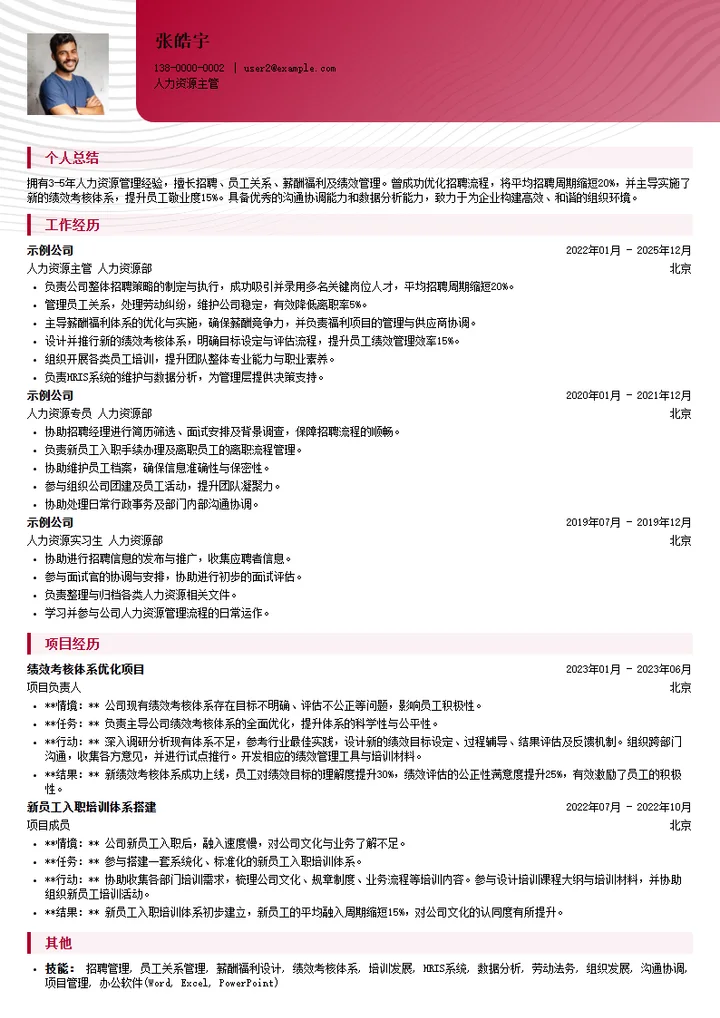 张皓宇
138-0000-0002 | user2@example.com
人力资源主管
个人总结
拥有3-5年人力资源管理经验，擅长招聘、员工关系、薪酬福利及绩效管理。曾成功优化招聘流程，将平均招聘周期缩短20%，并主导实施了
新的绩效考核体系，提升员工敬业度15%。具备优秀的沟通协调能力和数据分析能力，致力于为企业构建高效、和谐的组织环境。
工作经历
示例公司 2022年01月 - 2025年12月
人力资源主管 人力资源部 北京
• 负责公司整体招聘策略的制定与执行，成功吸引并录用多名关键岗位人才，平均招聘周期缩短20%。
• 管理员工关系，处理劳动纠纷，维护公司稳定，有效降低离职率5%。
• 主导薪酬福利体系的优化与实施，确保薪酬竞争力，并负责福利项目的管理与供应商协调。
• 设计并推行新的绩效考核体系，明确目标设定与评估流程，提升员工绩效管理效率15%。
• 组织开展各类员工培训，提升团队整体专业能力与职业素养。
• 负责HRIS系统的维护与数据分析，为管理层提供决策支持。
示例公司 2020年01月 - 2021年12月
人力资源专员 人力资源部 北京
• 协助招聘经理进行简历筛选、面试安排及背景调查，保障招聘流程的顺畅。
• 负责新员工入职手续办理及离职员工的离职流程管理。
• 协助维护员工档案，确保信息准确性与保密性。
• 参与组织公司团建及员工活动，提升团队凝聚力。
• 协助处理日常行政事务及部门内部沟通协调。
示例公司 2019年07月 - 2019年12月
人力资源实习生 人力资源部 北京
• 协助进行招聘信息的发布与推广，收集应聘者信息。
• 参与面试官的协调与安排，协助进行初步的面试评估。
• 负责整理与归档各类人力资源相关文件。
• 学习并参与公司人力资源管理流程的日常运作。
项目经历
绩效考核体系优化项目 2023年01月 - 2023年06月
项目负责人 北京
• **情境：** 公司现有绩效考核体系存在目标不明确、评估不公正等问题，影响员工积极性。
• **任务：** 负责主导公司绩效考核体系的全面优化，提升体系的科学性与公平性。
• **行动：** 深入调研分析现有体系不足，参考行业最佳实践，设计新的绩效目标设定、过程辅导、结果评估及反馈机制。组织跨部门
沟通，收集各方意见，并进行试点推行。开发相应的绩效管理工具与培训材料。
• **结果：** 新绩效考核体系成功上线，员工对绩效目标的理解度提升30%，绩效评估的公正性满意度提升25%，有效激励了员工的积极
性。
新员工入职培训体系搭建 2022年07月 - 2022年10月
项目成员 北京
• **情境：** 公司新员工入职后，融入速度慢，对公司文化与业务了解不足。
• **任务：** 参与搭建一套系统化、标准化的新员工入职培训体系。
• **行动：** 协助收集各部门培训需求，梳理公司文化、规章制度、业务流程等培训内容。参与设计培训课程大纲与培训材料，并协助
组织新员工培训活动。
• **结果：** 新员工入职培训体系初步建立，新员工的平均融入周期缩短15%，对公司文化的认同度有所提升。
其他
• 技能： 招聘管理, 员工关系管理, 薪酬福利设计, 绩效考核体系, 培训发展, HRIS系统, 数据分析, 劳动法务, 组织发展, 沟通协调,
项目管理, 办公软件(Word, Excel, PowerPoint)